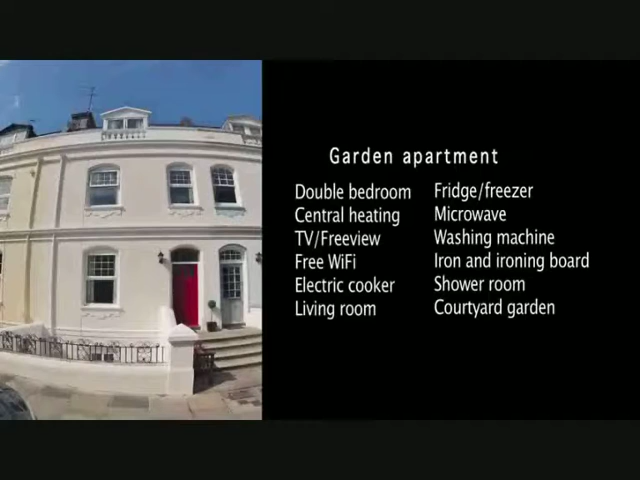 Garden apartment
Double bedroom
Central heating
TV/Freeview
Free WiFi
Electric cooker
Living room
Fridge/freezer
Microwave
Washing machine
Iron and ironing board
Shower room
Courtyard garden